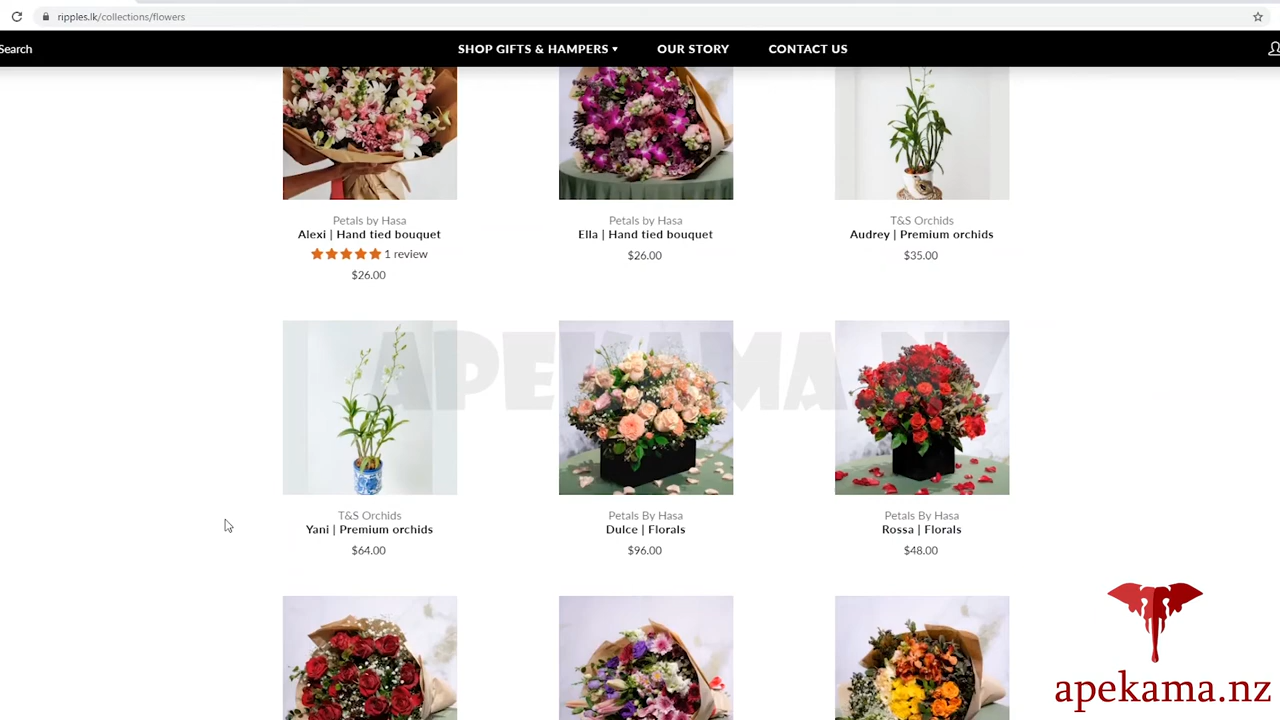 ripples.lk/collections/flowers
Search
SHOP GIFTS & HAMPERS ▾
OUR STORY
CONTACT US
Petals by Hasa
Alexi | Hand tied bouquet
1 review
$26.00
Petals by Hasa
Ella | Hand tied bouquet
$26.00
T&S Orchids
Audrey | Premium orchids
$35.00
APEKAMA.NZ
T&S Orchids
Yani | Premium orchids
$64.00
Petals By Hasa
Dulce | Florals
$96.00
Petals By Hasa
Rossa | Florals
$48.00
apekama.nz